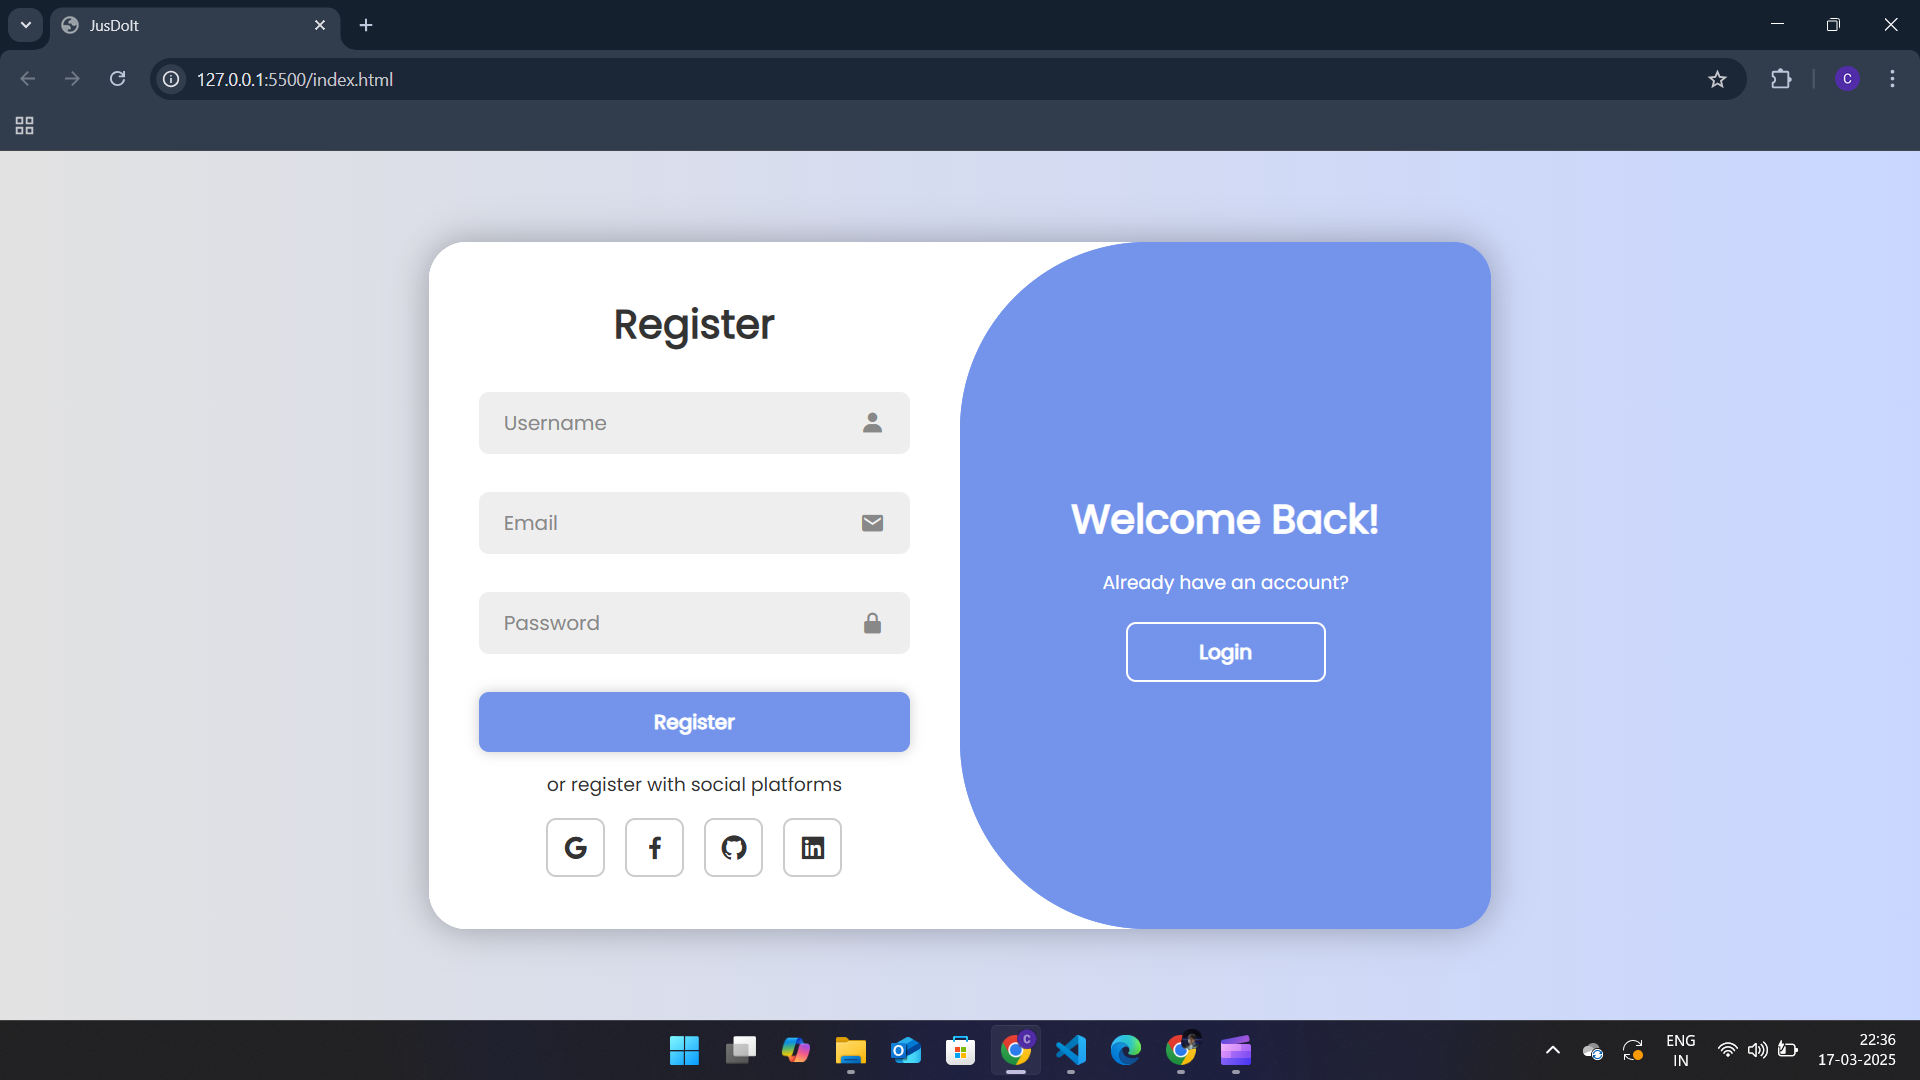 JusDoIt
127.0.0.1:5500/index.html
C
Register
Username
Email
Password
Register
or register with social platforms
G
f
in
Welcome Back!
Already have an account?
Login
C
ENG
IN
22:36
17-03-2025